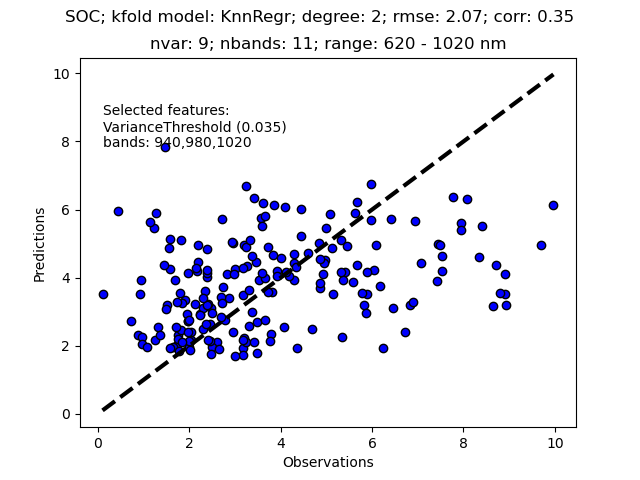 SOC; kfold model: KnnRegr; degree: 2; rmse: 2.07; corr: 0.35
nvar: 9; nbands: 11; range: 620 - 1020 nm
Selected features:
VarianceThreshold (0.035)
bands: 940,980,1020
Predictions
10
8
6
4
2
0
0 2 4 6 8 10
Observations